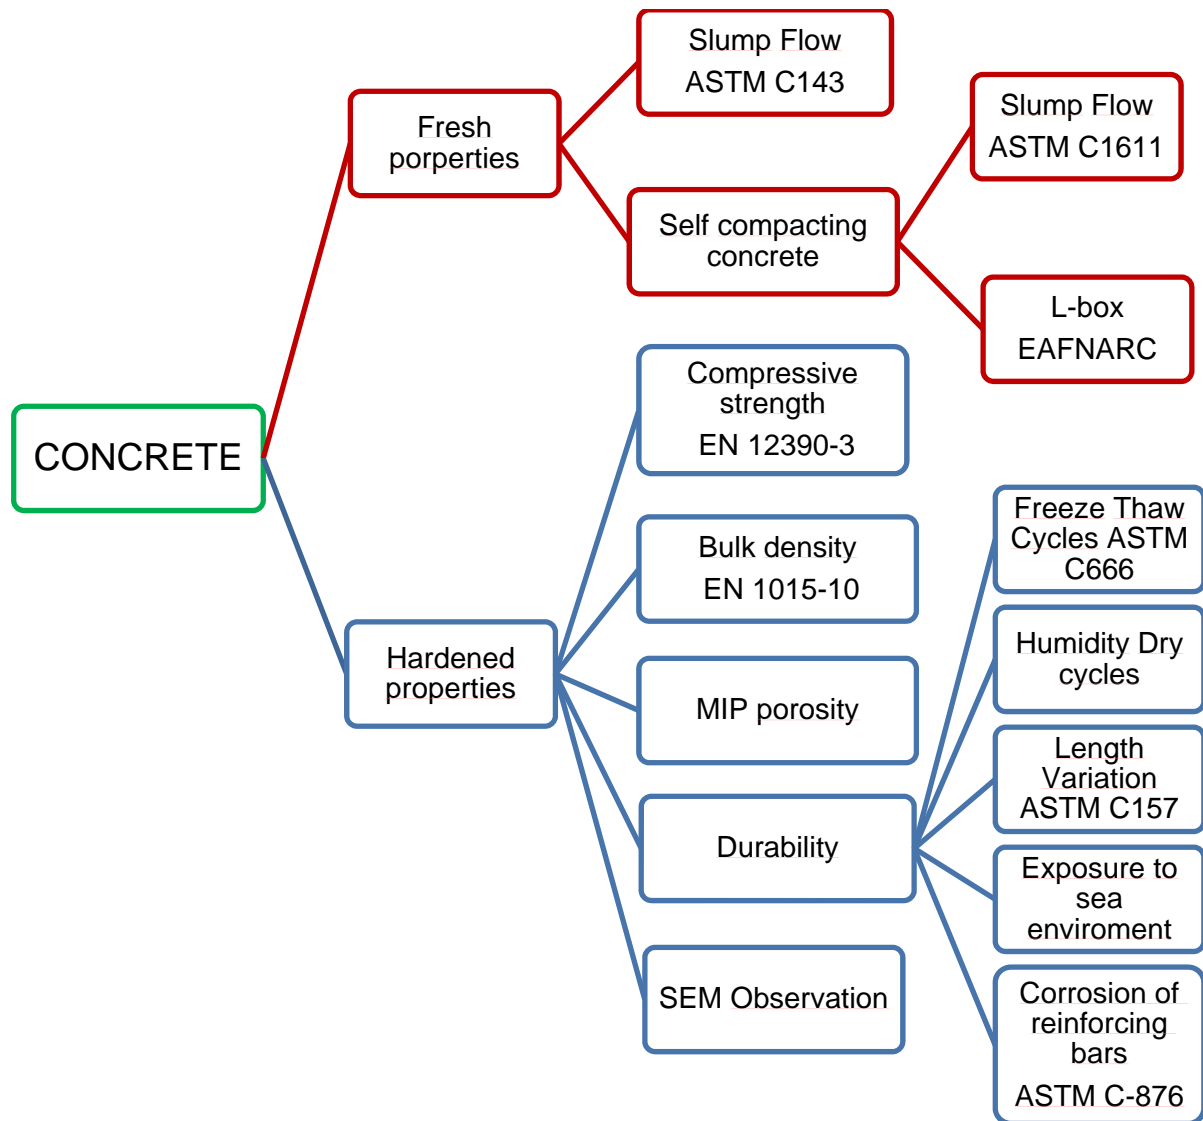 Slump Flow
ASTM C143
Fresh
porperties
Slump Flow
ASTM C1611
Self compacting
concrete
L-box
EAFNARC
CONCRETE
Compressive
strength
EN 12390-3
Bulk density
EN 1015-10
Hardened
properties
MIP porosity
Durability
SEM Observation
Freeze Thaw
Cycles ASTM
C666
Humidity Dry
cycles
Length
Variation
ASTM C157
Exposure to
sea
enviroment
Corrosion of
reinforcing
bars
ASTM C-876